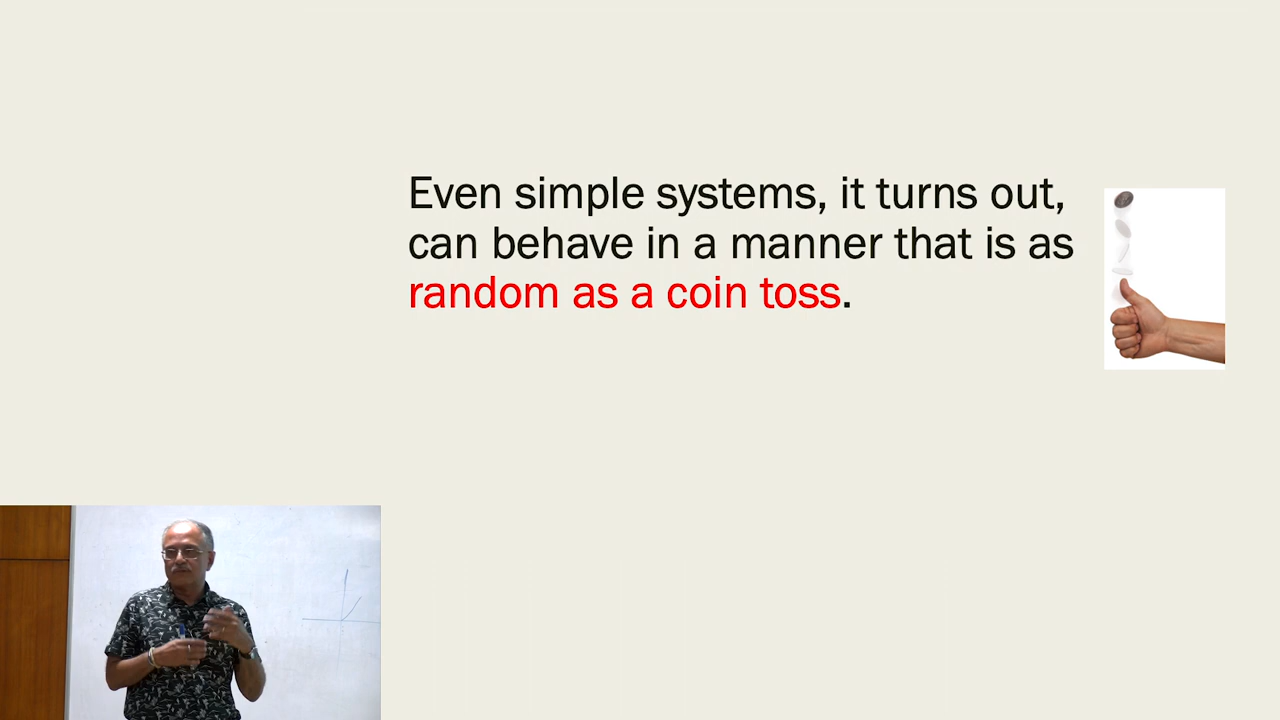 Even simple systems, it turns out,
can behave in a manner that is as
random as a coin toss.